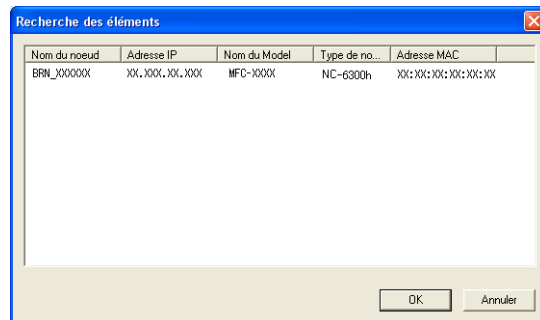 Recherche des éléments
Nom du noeud Adresse IP Nom du Model Type de no... Adresse MAC
BRN_XXXXXX XX.XXX.XX.XXX MFC-XXXX NC-6300h XX:XX:XX:XX:XX:XX
OK Annuler